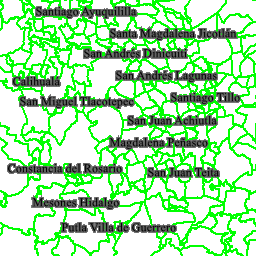 Santiago Ayuquililla
Santa Magdalena Jicotlán
San Andrés Dinicuiti
San Andrés Lagunas
Calihualá
San Miguel Tlacotepec
Santiago Tillo
San Juan Achiutla
Magdalena Peñasco
Constancia del Rosario
San Juan Teita
Mesones Hidalgo
Putla Villa de Guerrero